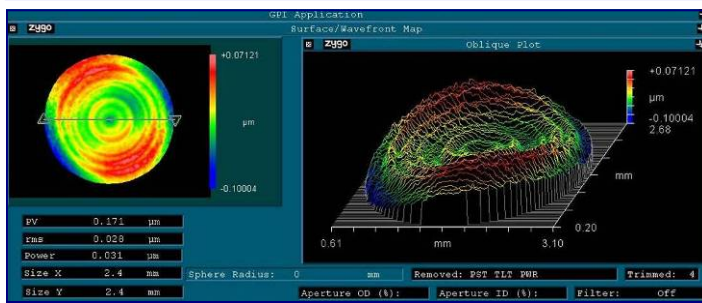 GPI Application
Surface/Wavefront Map
zygo
+0.07121
µm
-0.10004
zygo
Oblique Plot
+0.07121
µm
-0.10004
2.68
mm
0.20
0.61
mm
3.10
PV 0.171 µm
rms 0.028 µm
Power 0.031 µm
Size X 2.4 mm
Size Y 2.4 mm
Sphere Radius: 0 mm
Removed: PST TLT PWR
Trimmed: 4
Aperture OD (%):
Aperture ID (%):
Filter: Off